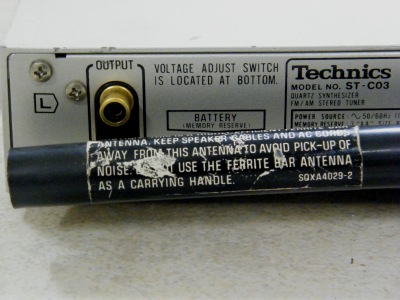 OUTPUT
VOLTAGE ADJUST SWITCH
IS LOCATED AT BOTTOM.
L
BATTERY
(MEMORY RESERVE)
Technics
MODEL NO. ST-C03
QUARTZ SYNTHESIZER
FM/AM STEREO TUNER
POWER SOURCE: 50/60Hz
MEMORY RESERVE
ANTENNA. KEEP SPEAKER CABLES AND AC CORDS
AWAY FROM THIS ANTENNA TO AVOID PICK-UP OF
NOISE. USE THE FERRITE BAR ANTENNA
AS A CARRYING HANDLE.
SQXA4029-2